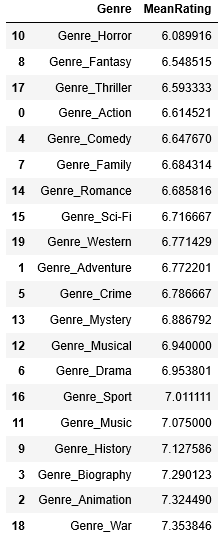 Genre MeanRating
10 Genre_Horror 6.089916
8 Genre_Fantasy 6.548515
17 Genre_Thriller 6.593333
0 Genre_Action 6.614521
4 Genre_Comedy 6.647670
7 Genre_Family 6.684314
14 Genre_Romance 6.685816
15 Genre_Sci-Fi 6.716667
19 Genre_Western 6.771429
1 Genre_Adventure 6.772201
5 Genre_Crime 6.786667
13 Genre_Mystery 6.886792
12 Genre_Musical 6.940000
6 Genre_Drama 6.953801
16 Genre_Sport 7.011111
11 Genre_Music 7.075000
9 Genre_History 7.127586
3 Genre_Biography 7.290123
2 Genre_Animation 7.324490
18 Genre_War 7.353846